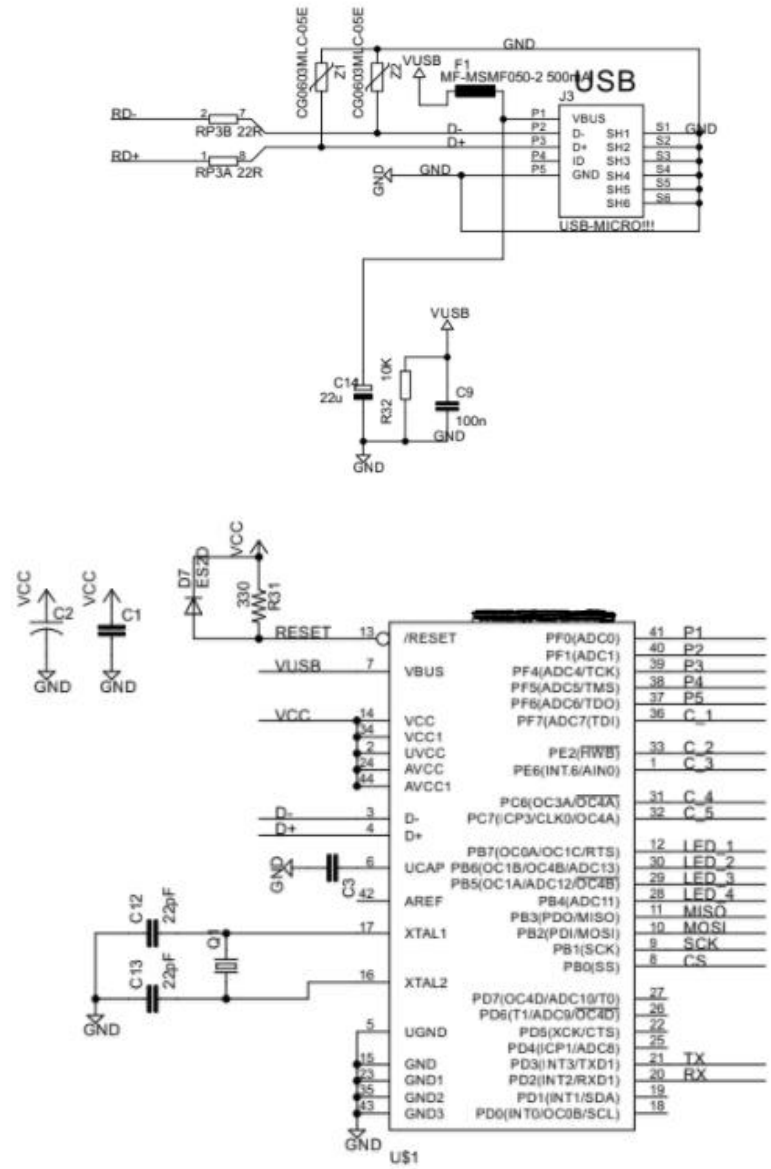 CG0603MLC-05E
Z1
CG0603MLC-05E
Z2
GND
VUSB
F1
MF-MSMF050-2 500mA
USB
J3
RD-
2
7
RP3B 22R
RD+
1
8
RP3A 22R
D-
D+
P1
P2
P3
P4
P5
VBUS
D-
D+
ID
GND
SH1
SH2
SH3
SH4
SH5
SH6
S1
S2
S3
S4
S5
S6
GND
GND
GND
USB-MICRO!!!
VUSB
C14
22u
10K
R32
C9
100n
GND
GND
VCC
C2
GND
VCC
C1
GND
D7
ES2D
VCC
330
R31
RESET
13
/RESET
VUSB
7
VBUS
VCC
14
VCC
34
VCC1
2
UVCC
24
AVCC
44
AVCC1
D-
3
D-
D+
4
D+
GND
C3
6
UCAP
42
AREF
C12
22pF
Q1
17
XTAL1
C13
22pF
16
XTAL2
GND
5
UGND
15
GND
23
GND1
35
GND2
43
GND3
GND
PF0(ADC0) 41 P1
PF1(ADC1) 40 P2
PF4(ADC4/TCK) 39 P3
PF5(ADC5/TMS) 38 P4
PF6(ADC6/TDO) 37 P5
PF7(ADC7(TDI) 36 C_1
PE2(HWB) 33 C_2
PE6(INT.6/AIN0) 1 C_3
PC6(OC3A/OC4A) 31 C_4
PC7(ICP3/CLK0/OC4A) 32 C_5
PB7(OC0A/OC1C/RTS) 12 LED_1
PB6(OC1B/OC4B/ADC13) 30 LED_2
PB5(OC1A/ADC12/OC4B) 29 LED_3
PB4(ADC11) 28 LED_4
PB3(PDO/MISO) 11 MISO
PB2(PDI/MOSI) 10 MOSI
PB1(SCK) 9 SCK
PB0(SS) 8 CS
PD7(OC4D/ADC10/T0) 27
PD6(T1/ADC9/OC4D) 26
PD5(XCK/CTS) 22
PD4(ICP1/ADC8) 25
PD3(INT3/TXD1) 21 TX
PD2(INT2/RXD1) 20 RX
PD1(INT1/SDA) 19
PD0(INT0/OC0B/SCL) 18
U$1